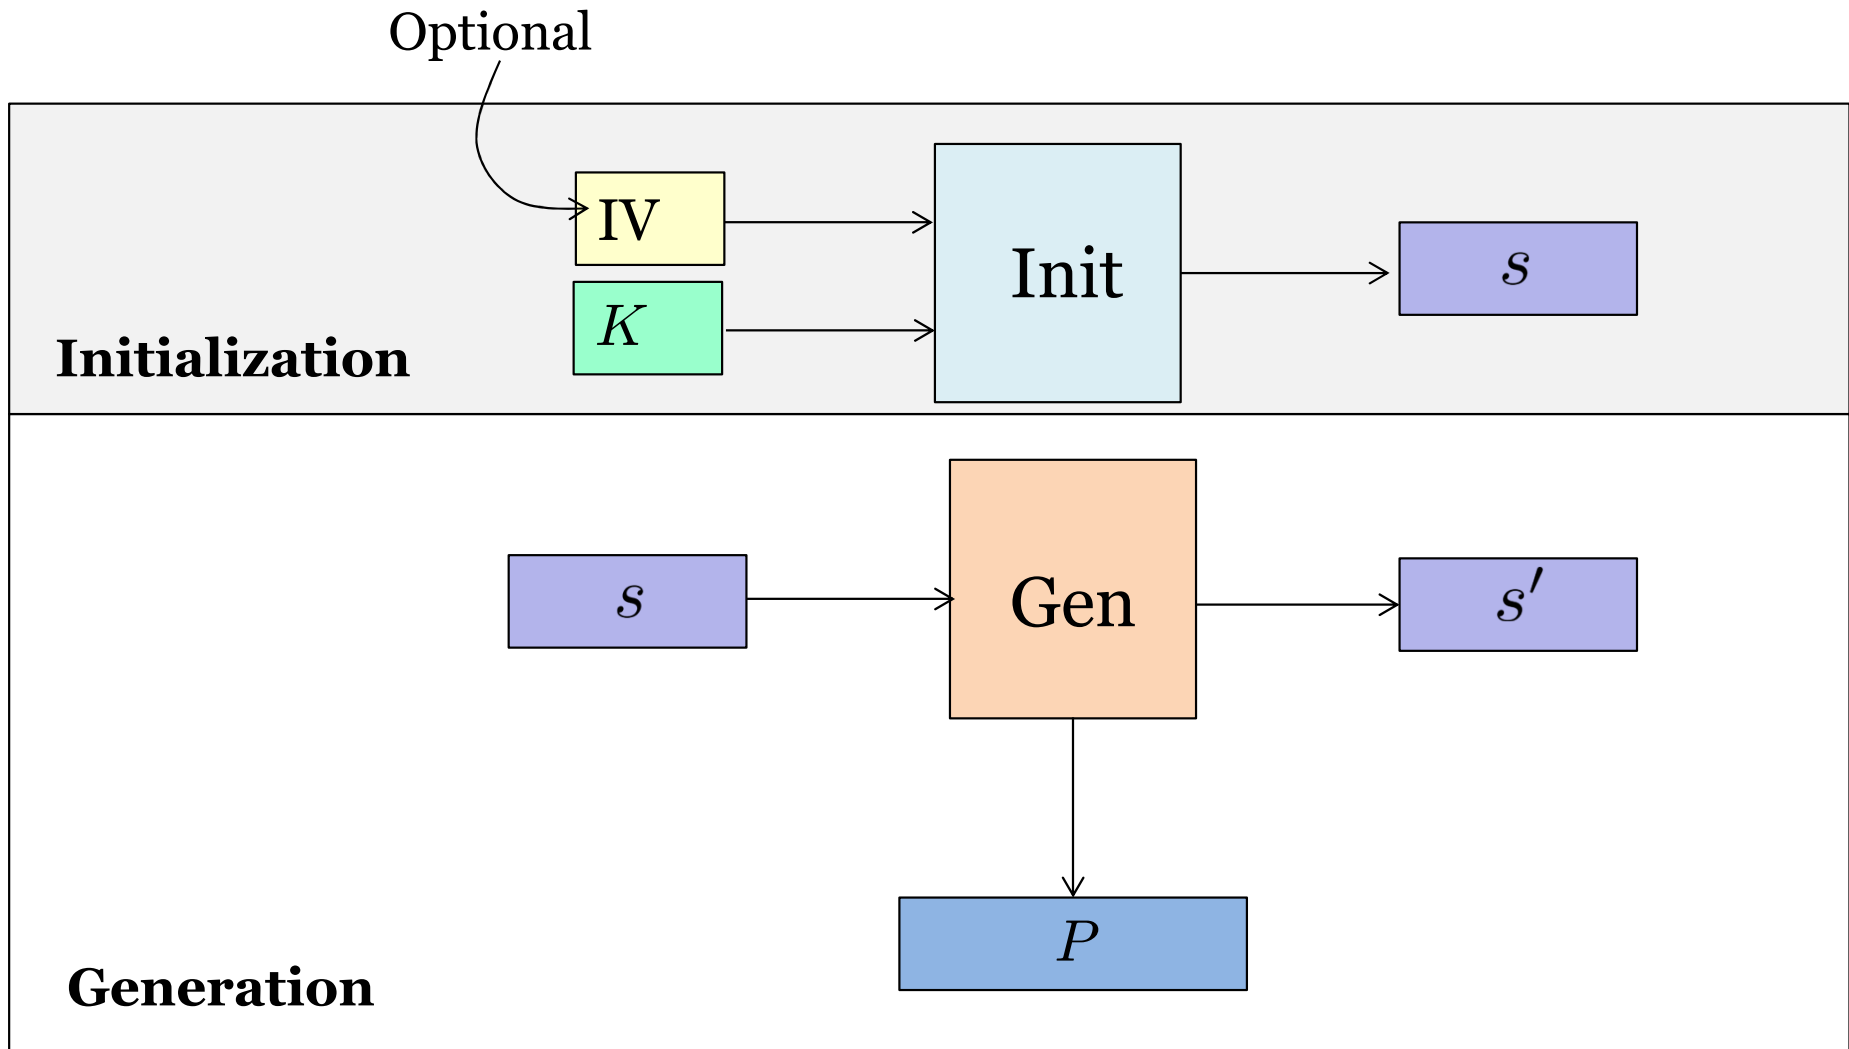 Optional
IV
Init
s
K
Initialization
Gen
s
s′
P
Generation